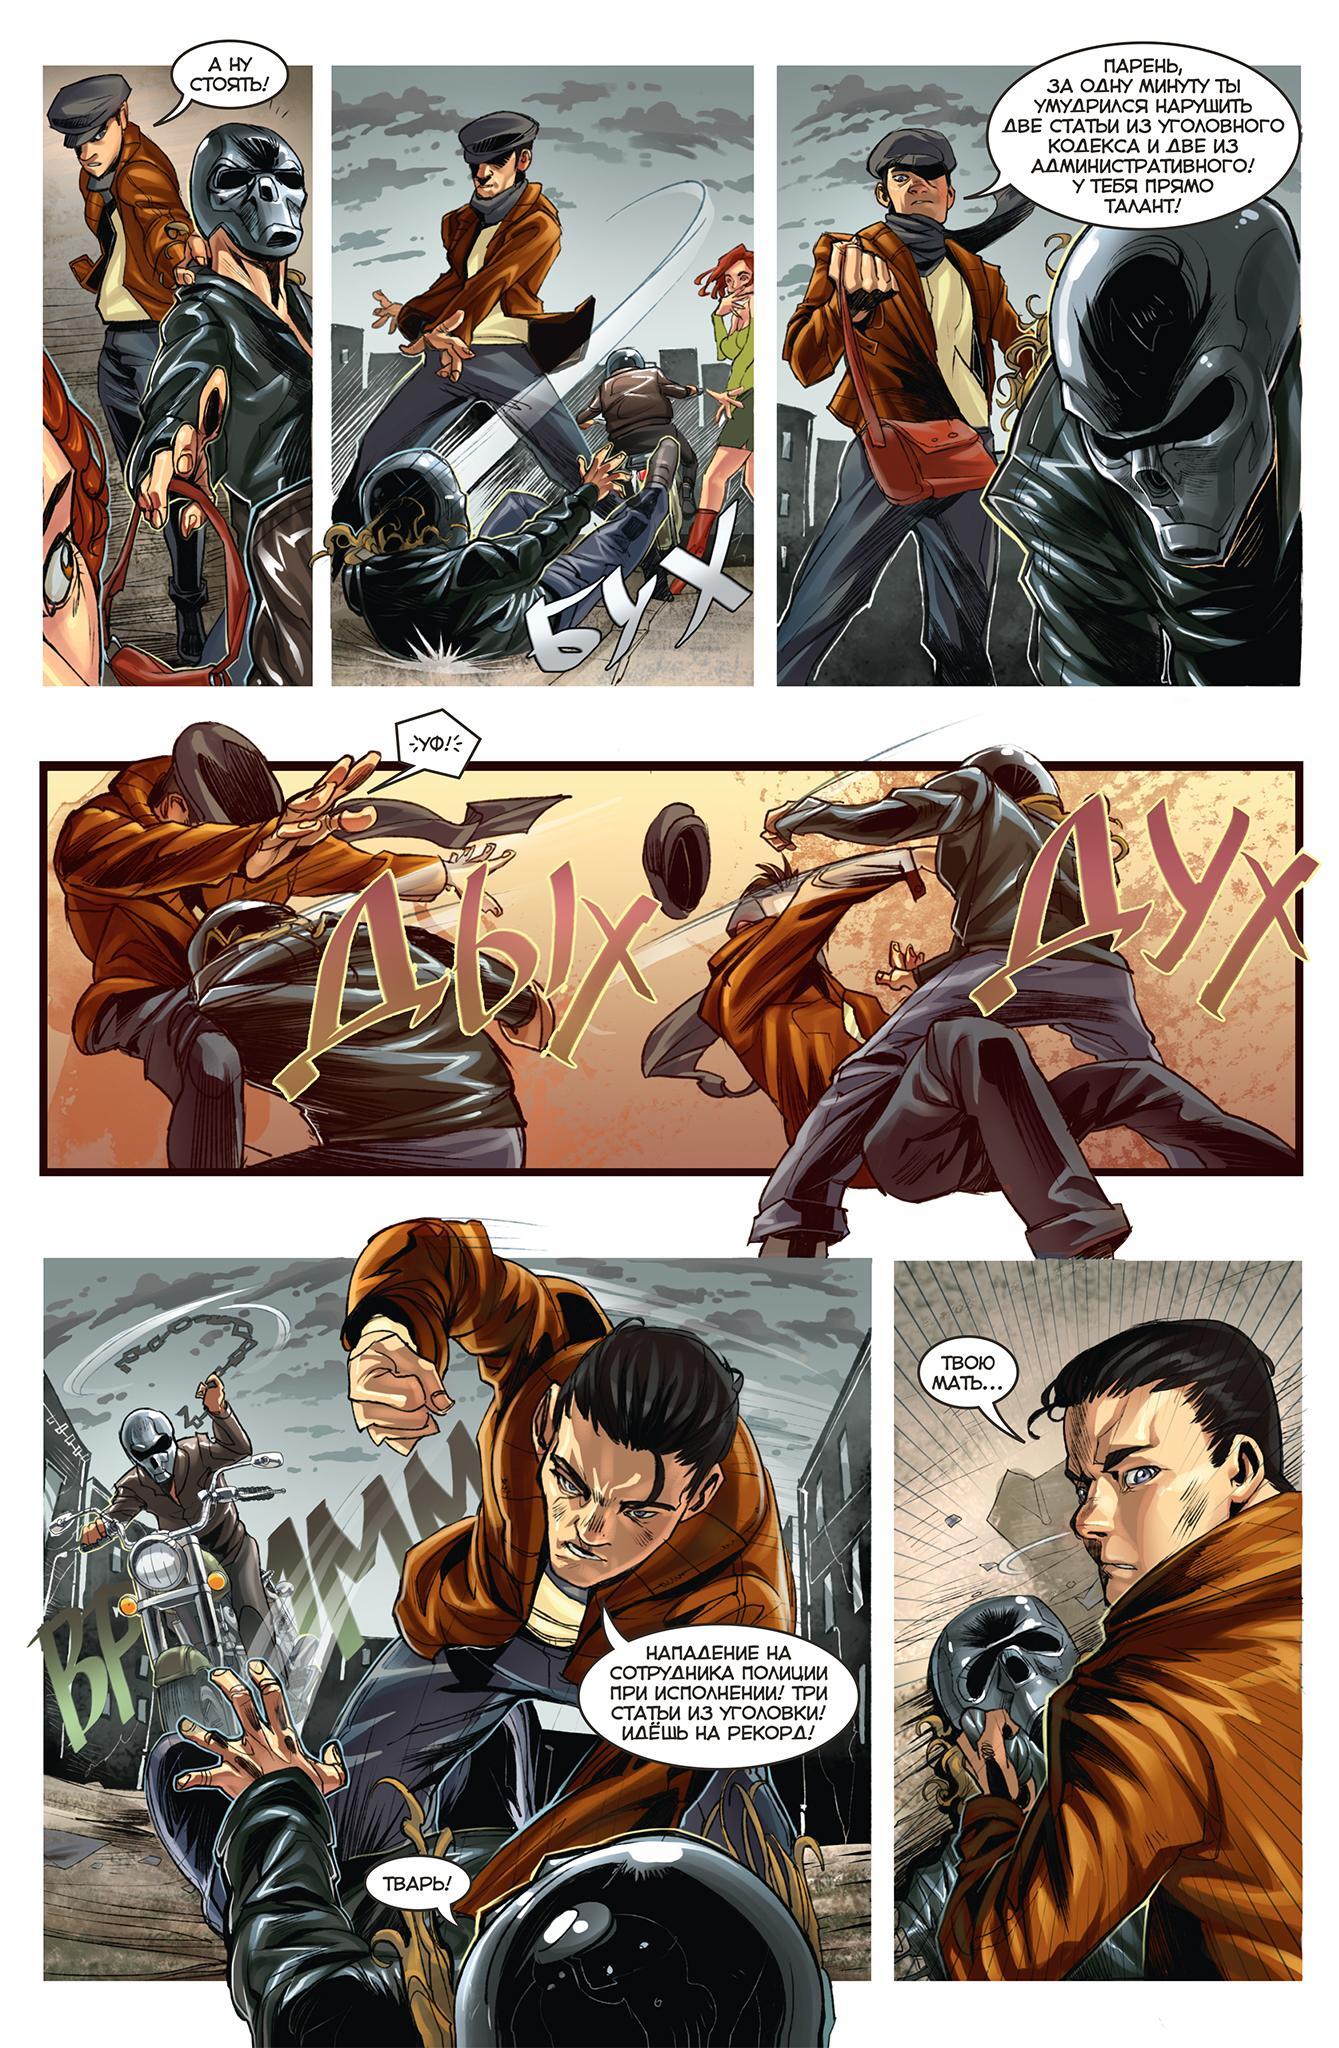 А НУ
СТОЯТЬ!
БУХ
ПАРЕНЬ,
ЗА ОДНУ МИНУТУ ТЫ
УМУДРИЛСЯ НАРУШИТЬ
ДВЕ СТАТЬИ ИЗ УГОЛОВНОГО
КОДЕКСА И ДВЕ ИЗ
АДМИНИСТРАТИВНОГО!
У ТЕБЯ ПРЯМО
ТАЛАНТ!
УФ!
ДЫХ
ДУХ
НАПАДЕНИЕ НА
СОТРУДНИКА ПОЛИЦИИ
ПРИ ИСПОЛНЕНИИ! ТРИ
СТАТЬИ ИЗ УГОЛОВКИ!
ИДЁШЬ НА РЕКОРД!
ТВАРЬ!
ТВОЮ
МАТЬ...